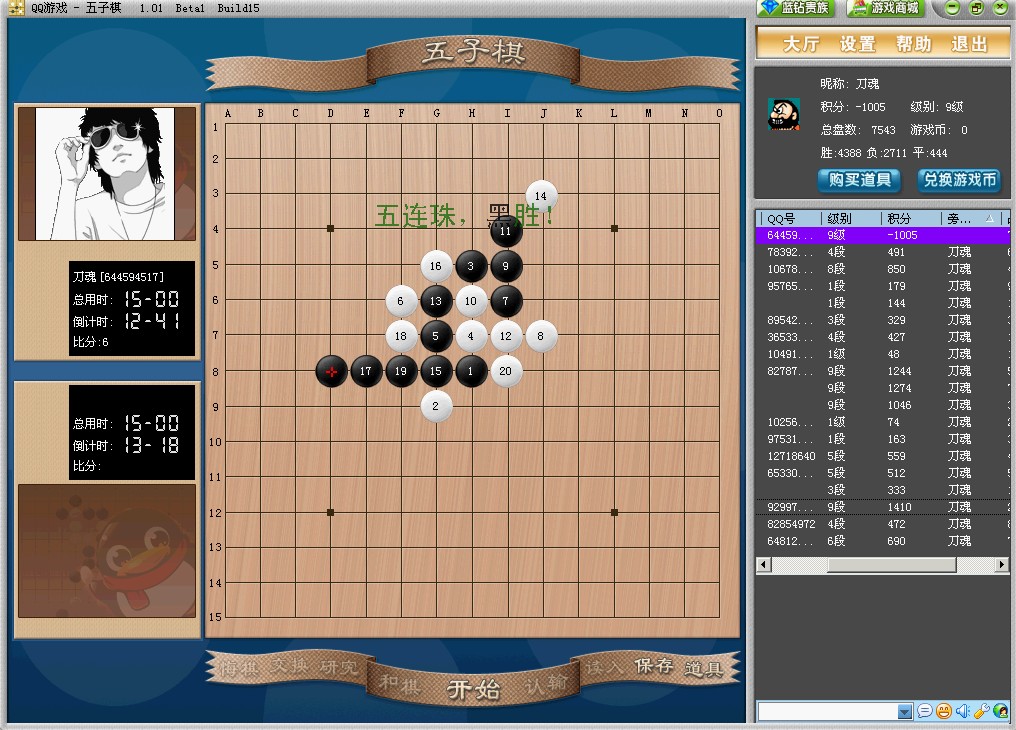 QQ游戏 - 五子棋 1.01 Beta1 Build15
蓝钻贵族 游戏商城
五子棋
大厅 设置 帮助 退出
昵称: 刀魂
积分: -1005 级别: 9级
总盘数: 7543 游戏币: 0
胜:4388 负:2711 平:444
购买道具 兑换游戏币
刀魂 [644594517]
总用时: 15-00
倒计时: 12-41
比分:6
总用时: 15-00
倒计时: 13-18
比分:
A B C D E F G H I J K L M N O
1
2
3
4
5
6
7
8
9
10
11
12
13
14
15
14
五连珠，黑胜!
11
16 3 9
6 13 10 7
18 5 4 12 8
17 19 15 1 20
2
悔棋 交换 研究 和棋 开始 认输 读入 保存 道具
QQ号 级别 积分 旁...
64459... 9级 -1005
78392... 4段 491 刀魂
10678... 8段 850 刀魂
95765... 1段 179 刀魂
1段 144 刀魂
89542... 3段 329 刀魂
36533... 4段 427 刀魂
10491... 1级 48 刀魂
82787... 9段 1244 刀魂
9段 1274 刀魂
9段 1046 刀魂
10256... 1级 74 刀魂
97531... 1段 163 刀魂
12718640 5段 559 刀魂
65330... 5段 512 刀魂
3段 333 刀魂
92997... 9段 1410 刀魂
82854972 4段 472 刀魂
64812... 6段 690 刀魂